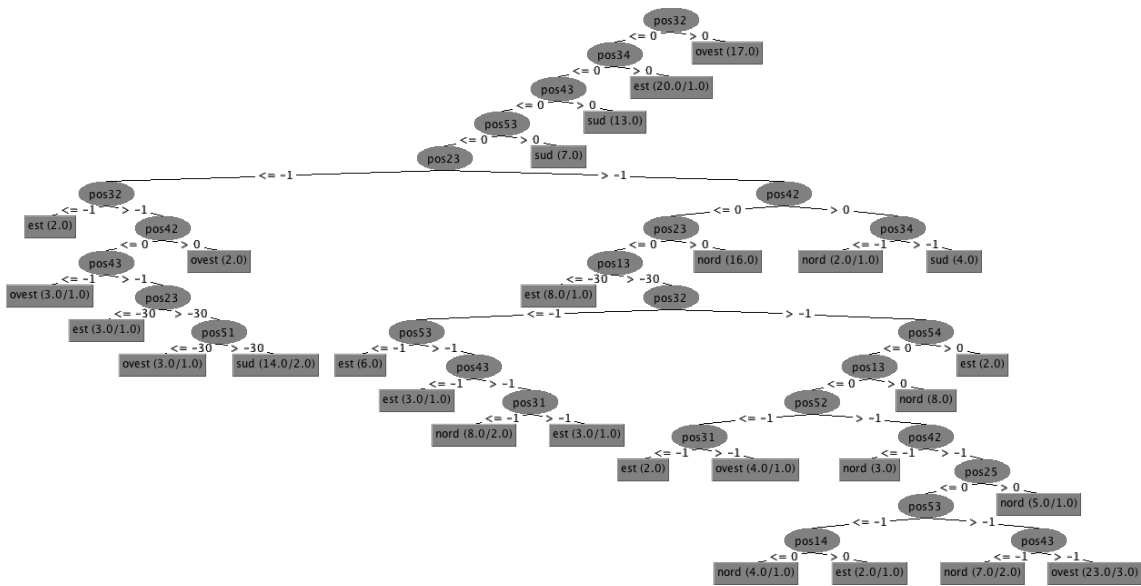 pos32
<= 0 > 0
pos34 ovest (17.0)
<= 0 > 0
pos43 est (20.0/1.0)
<= 0 > 0
pos53 sud (13.0)
<= 0 > 0
pos23 sud (7.0)
<= -1 > -1
pos32 pos42
<= -1 > -1 <= 0 > 0
est (2.0) pos42 pos23 pos34
<= 0 > 0 <= 0 > 0 <= -1 > -1
pos43 ovest (2.0) pos13 nord (16.0) nord (2.0/1.0) sud (4.0)
<= -1 > -1 <= -30 > -30
ovest (3.0/1.0) pos23 est (8.0/1.0) pos32
<= -30 > -30 <= -1 > -1
est (3.0/1.0) pos51 pos53 pos54
<= -30 > -30 <= -1 > -1 <= 0 > 0
ovest (3.0/1.0) sud (14.0/2.0) est (6.0) pos43 pos13 est (2.0)
<= -1 > -1 <= 0 > 0
est (3.0/1.0) pos31 pos52 nord (8.0)
<= -1 > -1 <= -1 > -1
nord (8.0/2.0) est (3.0/1.0) pos31 pos42
<= -1 > -1 <= -1 > -1
est (2.0) ovest (4.0/1.0) nord (3.0) pos25
<= 0 > 0
pos53 nord (5.0/1.0)
<= -1 > -1
pos14 pos43
<= 0 > 0 <= -1 > -1
nord (4.0/1.0) est (2.0/1.0) nord (7.0/2.0) ovest (23.0/3.0)